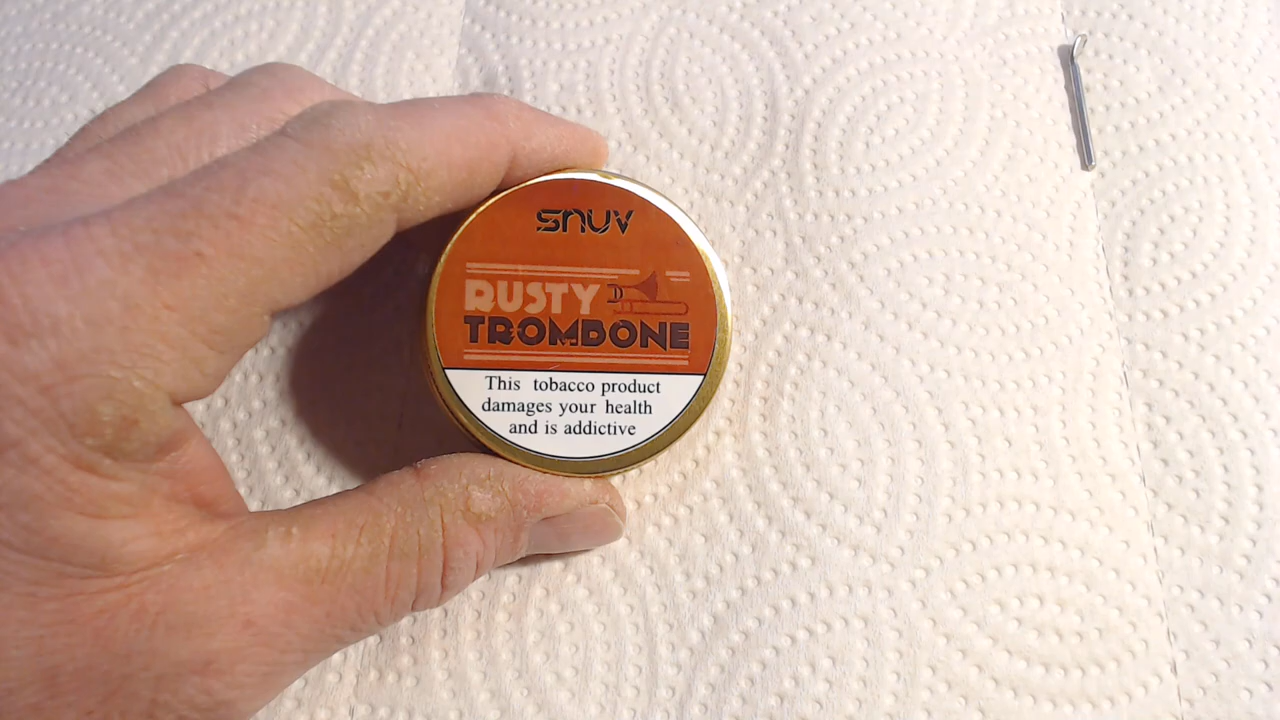 snuv
RUSTY
TROMBONE
This tobacco product
damages your health
and is addictive